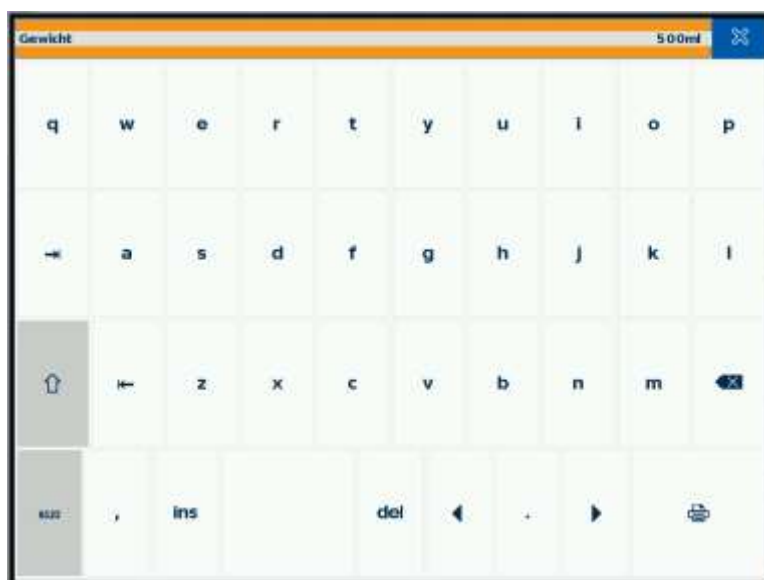 Gewicht 500ml
q w e r t y u i o p
a s d f g h j k l
z x c v b n m
, ins del .